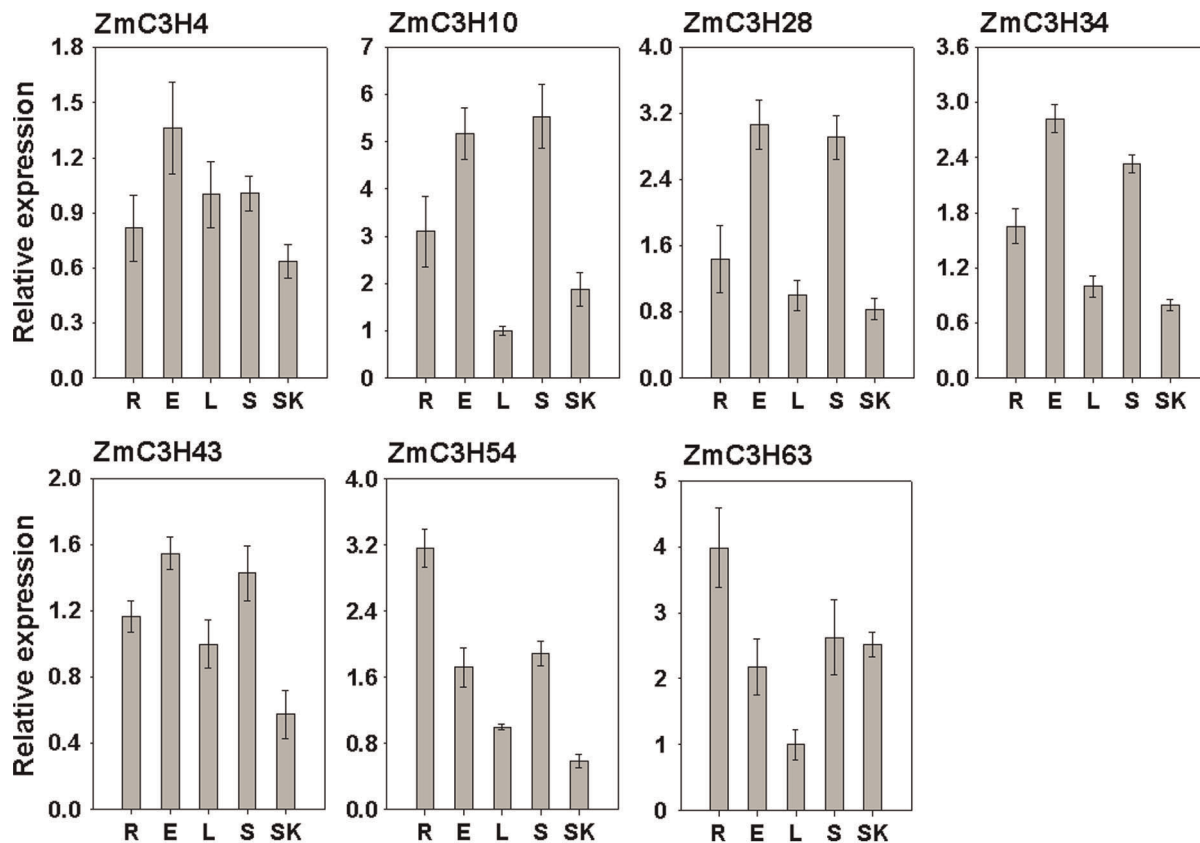 ZmC3H4
Relative expression
1.8
1.5
1.2
0.9
0.6
0.3
0.0
R E L S SK
ZmC3H10
7
6
5
4
3
2
1
0
R E L S SK
ZmC3H28
4.0
3.2
2.4
1.6
0.8
0.0
R E L S SK
ZmC3H34
3.6
3.0
2.4
1.8
1.2
0.6
0.0
R E L S SK
ZmC3H43
Relative expression
2.0
1.6
1.2
0.8
0.4
0.0
R E L S SK
ZmC3H54
4.0
3.2
2.4
1.6
0.8
0.0
R E L S SK
ZmC3H63
5
4
3
2
1
0
R E L S SK